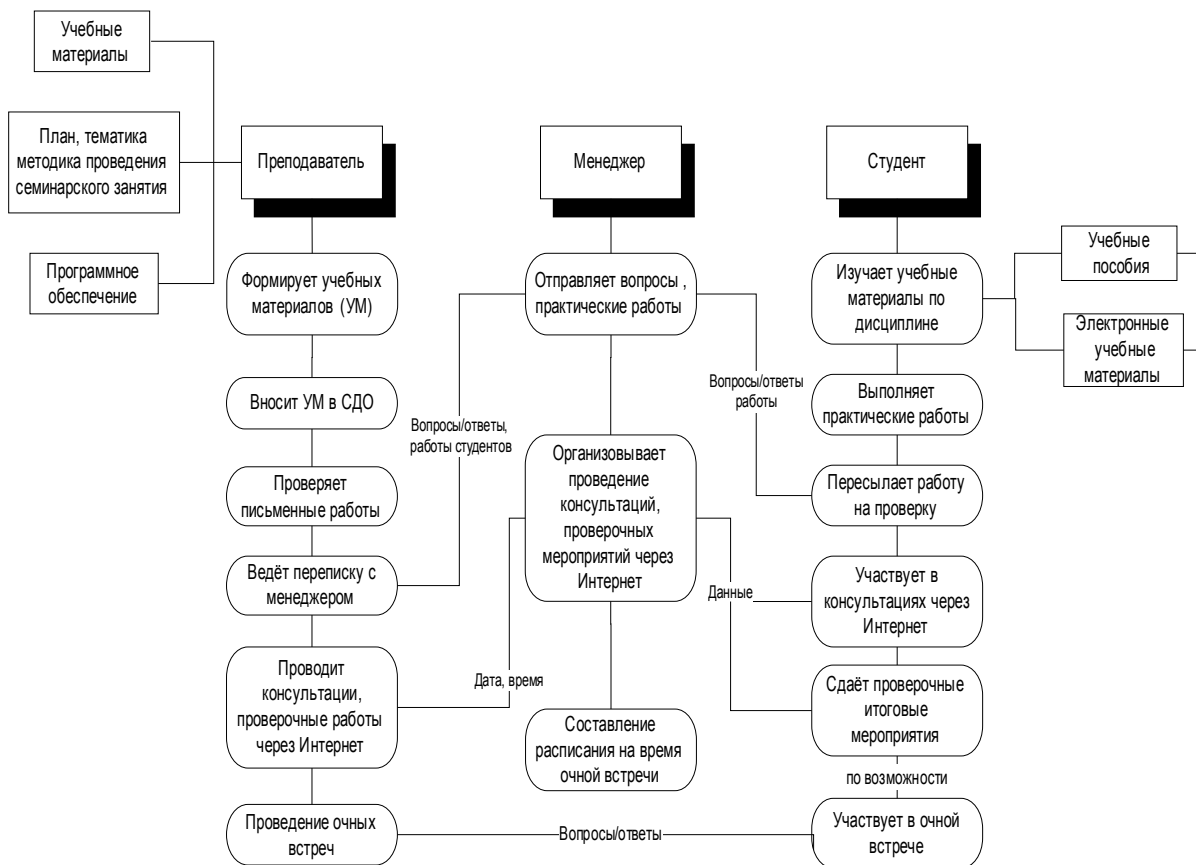 Учебные
материалы
План, тематика
методика проведения
семинарского занятия
Программное
обеспечение
Преподаватель
Формирует учебных
материалов (УМ)
Вносит УМ в СДО
Проверяет
письменные работы
Ведёт переписку с
менеджером
Проводит
консультации,
проверочные работы
через Интернет
Проведение очных
встреч
Вопросы/ответы,
работы студентов
Дата, время
Менеджер
Отправляет вопросы ,
практические работы
Организовывает
проведение
консультаций,
проверочных
мероприятий через
Интернет
Составление
расписания на время
очной встречи
Вопросы/ответы
Вопросы/ответы
работы
Данные
Студент
Изучает учебные
материалы по
дисциплине
Выполняет
практические работы
Пересылает работу
на проверку
Участвует в
консультациях через
Интернет
Сдаёт проверочные
итоговые
мероприятия
по возможности
Участвует в очной
встрече
Учебные
пособия
Электронные
учебные
материалы